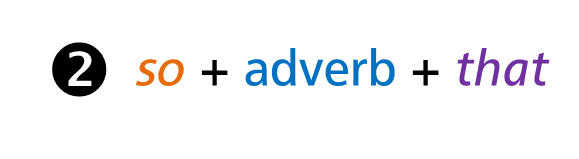 ❷ so + adverb + that